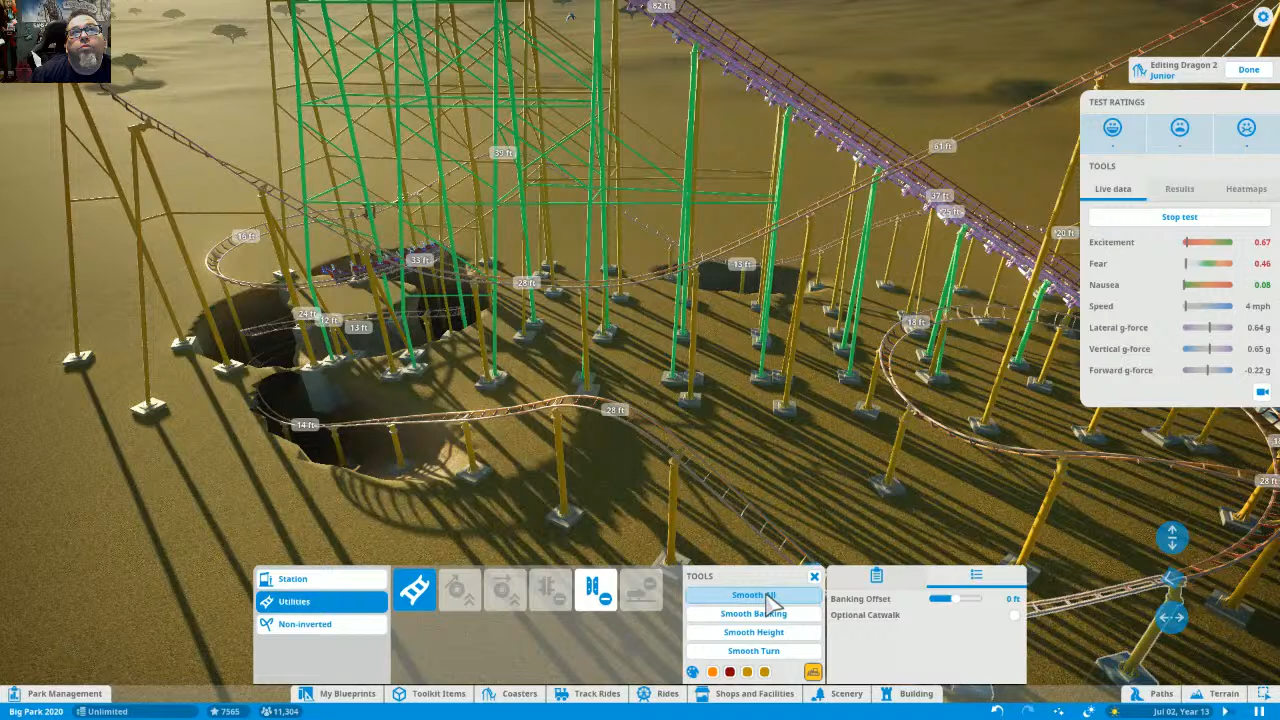 82 ft
Editing Dragon 2
Junior
Done
TEST RATINGS
TOOLS
Live data
Results
Heatmaps
Stop test
Excitement 0.67
Fear 0.46
Nausea 0.08
Speed 4 mph
Lateral g-force 0.64 g
Vertical g-force 0.65 g
Forward g-force -0.22 g
61 ft
39 ft
97 ft
20 ft
33 ft
13 ft
28 ft
24 ft
12 ft
13 ft
18 ft
28 ft
14 ft
28 ft
Station
Utilities
Non-inverted
TOOLS
Smooth All
Smooth Banking
Smooth Height
Smooth Turn
Banking Offset 0 ft
Optional Catwalk
Park Management
My Blueprints
Toolkit Items
Coasters
Track Rides
Rides
Shops and Facilities
Scenery
Building
Paths
Terrain
Big Park 2020
Unlimited
7565
11,304
Jul 02, Year 13